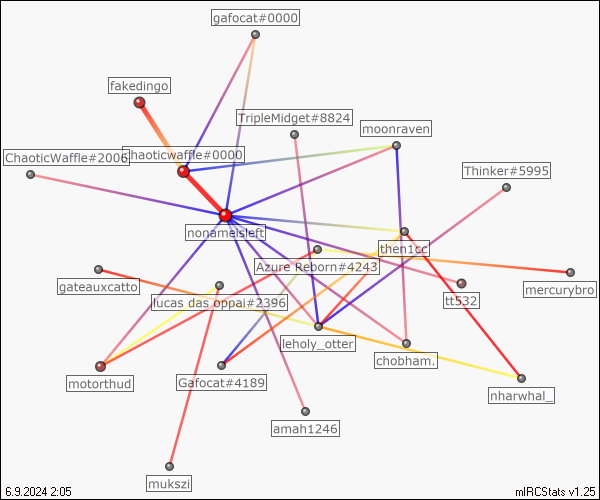 gafocat#0000
fakedingo
TripleMidget#8824
moonraven
ChaoticWaffle#2006
Chaoticwaffle#0000
Thinker#5995
nonameisleft
then1cc
Azure Reborn#4243
gateauxcatto
lucas das oppai#2396
tt532
mercurybro
leholy_otter
chobham.
motorthud
Gafocat#4189
nharwhal_
amah1246
mukszi
6.9.2024 2:05
mIRCStats v1.25